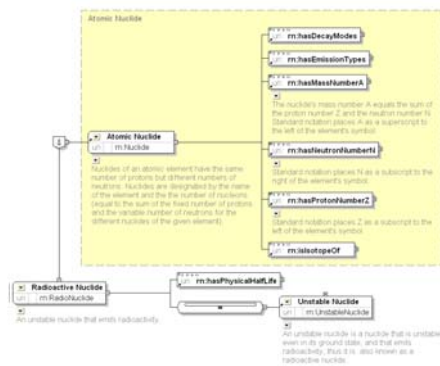 Atomic Nuclide
rn:hasDecayModes
rn:hasEmissionTypes
rn:hasMassNumberA
The nuclide's mass number A equals the sum of
the proton number Z and the neutron number N.
Standard notation places A as a superscript to
the left of the element's symbol.
Atomic Nuclide
uri rn:Nuclide
Nuclides of an atomic element have the same
number of protons but different numbers of
neutrons. Nuclides are designated by the name
of the element and the the number of nucleons
(equal to the sum of the fixed number of protons
and the variable number of neutrons for the
different nuclides of the given element).
uri rn:hasNeutronNumberN
Standard notation places N as a subscript to the
right of the element's symbol.
rn:hasProtonNumberZ
Standard notation places Z as a subscript to the
left of the element's symbol.
rn:isIsotopeOf
Radioactive Nuclide
uri rn:RadioNuclide
An unstable nuclide that emits radioactivity.
rn:hasPhysicalHalfLife
Unstable Nuclide
uri rn:UnstableNuclide
An unstable nuclide is a nuclide that is unstable
even in its ground state, and that emits
radioactivity, thus it is also known as a
radioactive nuclide.